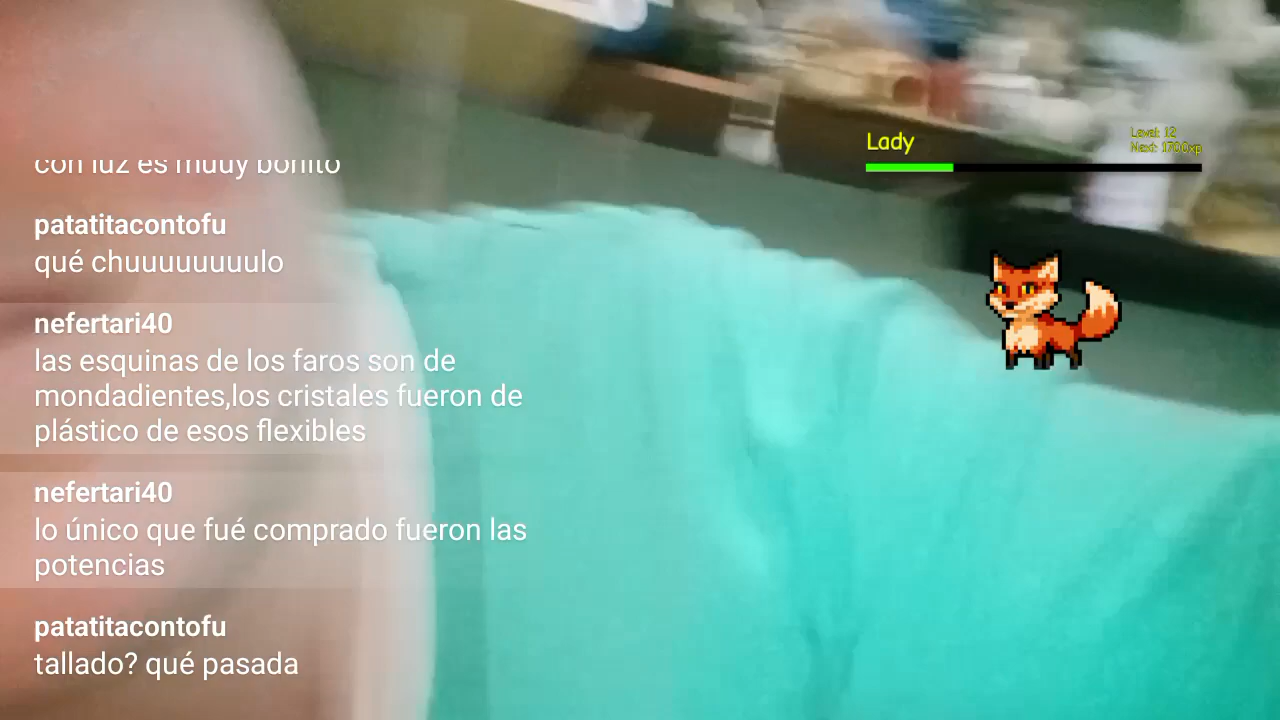 con luz es muuy bonito
Lady
Level: 12
Next: 1700xp
patatitacontofu
qué chuuuuuuuulo
nefertari40
las esquinas de los faros son de
mondadientes,los cristales fueron de
plástico de esos flexibles
nefertari40
lo único que fué comprado fueron las
potencias
patatitacontofu
tallado? qué pasada